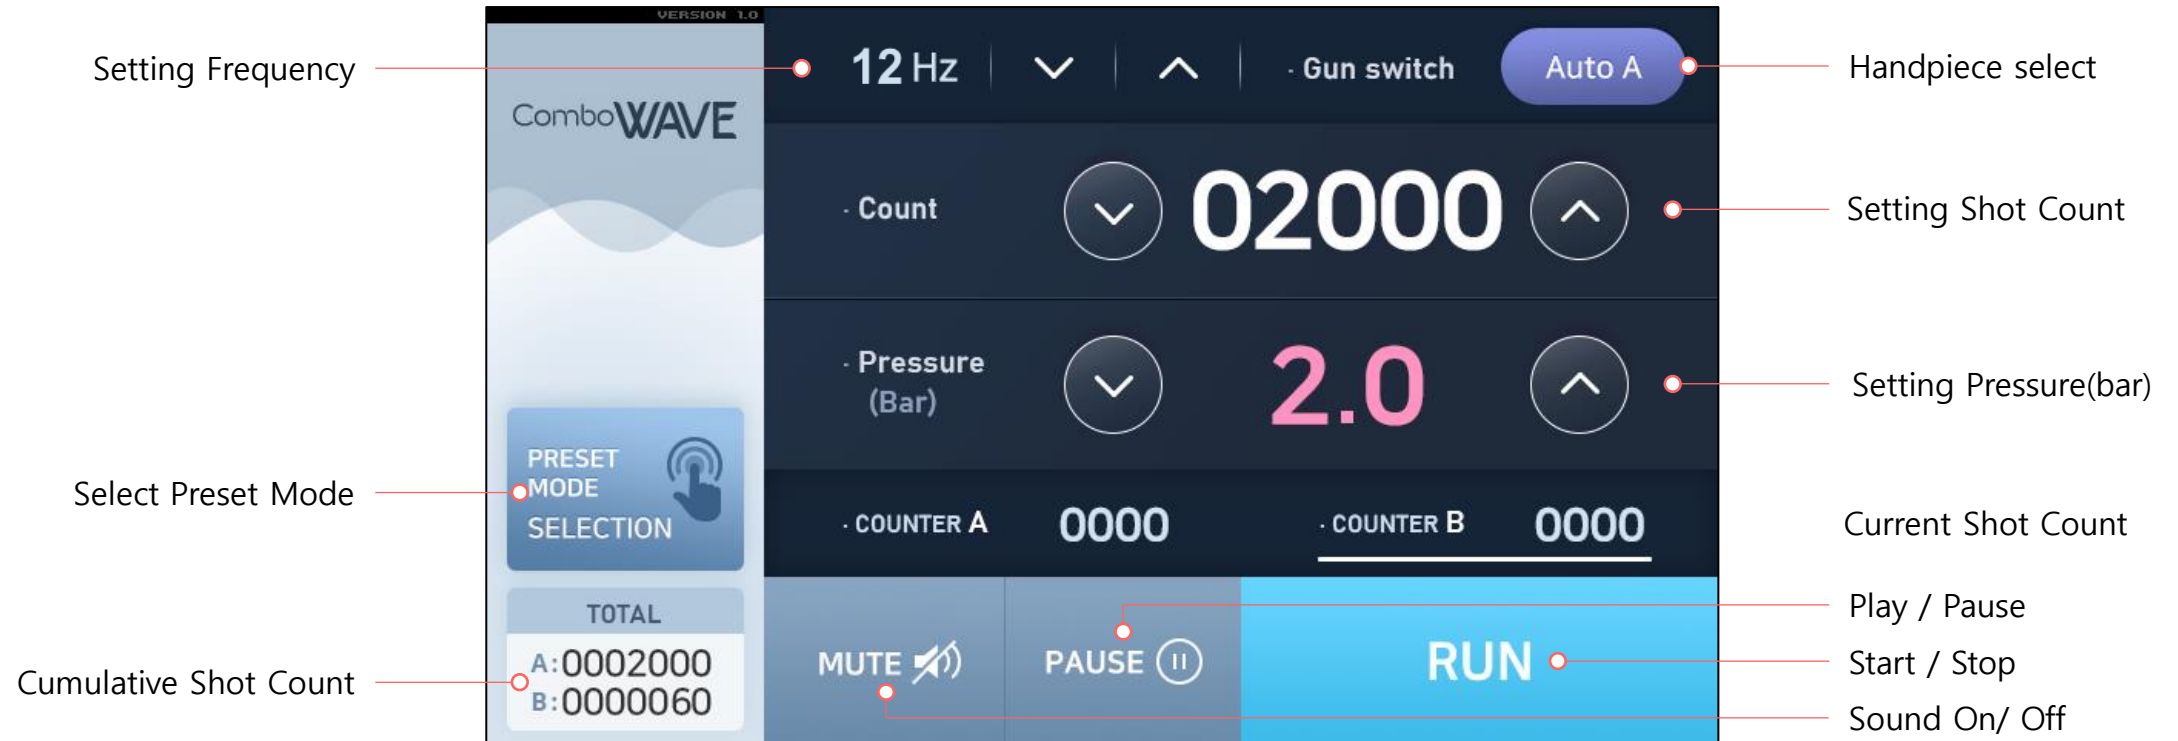 VERSION 1.0
Setting Frequency
12 Hz
· Gun switch
Auto A
Handpiece select
ComboWAVE
· Count
02000
Setting Shot Count
· Pressure
(Bar)
2.0
Setting Pressure(bar)
Select Preset Mode
PRESET
MODE
SELECTION
· COUNTER A
0000
· COUNTER B
0000
Current Shot Count
TOTAL
A:0002000
B:0000060
Cumulative Shot Count
MUTE
PAUSE
RUN
Play / Pause
Start / Stop
Sound On/ Off